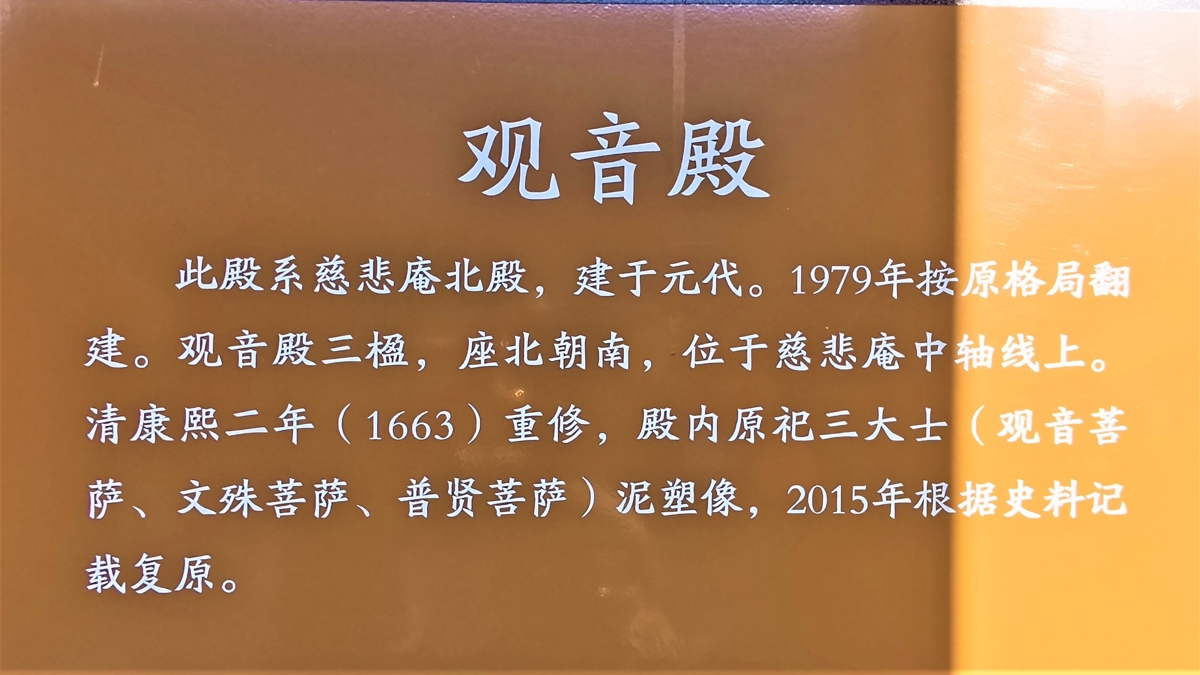 观音殿
此殿系慈悲庵北殿，建于元代。1979年按原格局翻
建。观音殿三楹，座北朝南，位于慈悲庵中轴线上。
清康熙二年（1663）重修，殿内原祀三大士（观音菩
萨、文殊菩萨、普贤菩萨）泥塑像，2015年根据史料记
载复原。